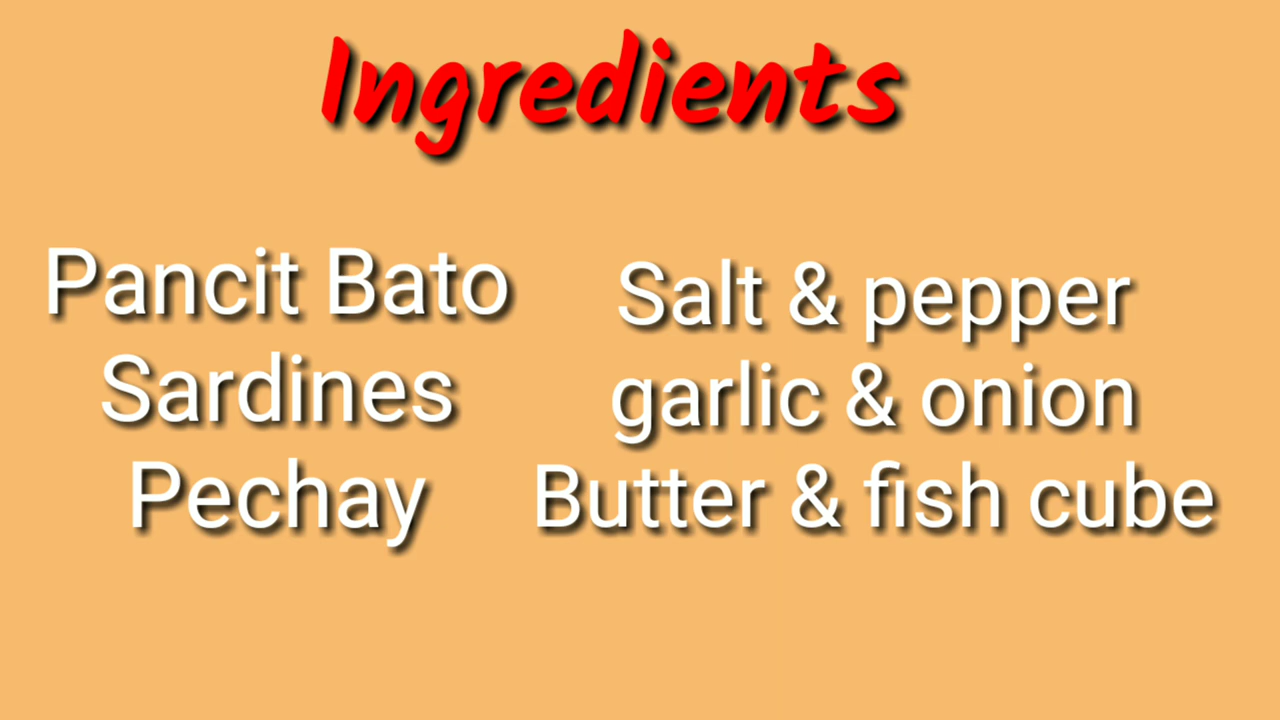 Ingredients
Pancit Bato
Sardines
Pechay
Salt & pepper
garlic & onion
Butter & fish cube